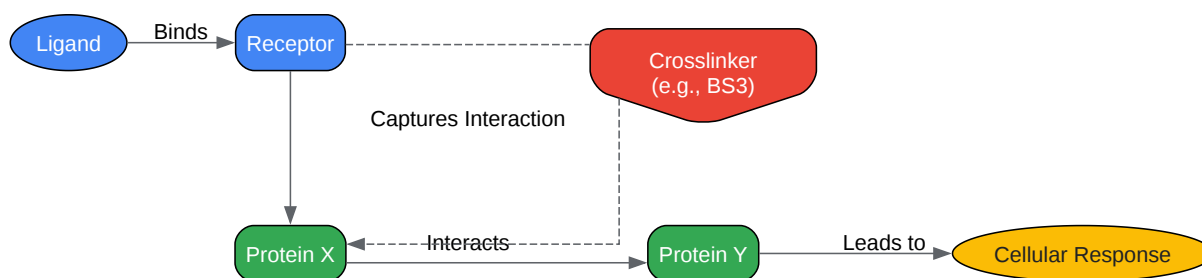 Ligand
Binds
Receptor
Crosslinker
(e.g., BS3)
Captures Interaction
Protein X
Interacts
Protein Y
Leads to
Cellular Response